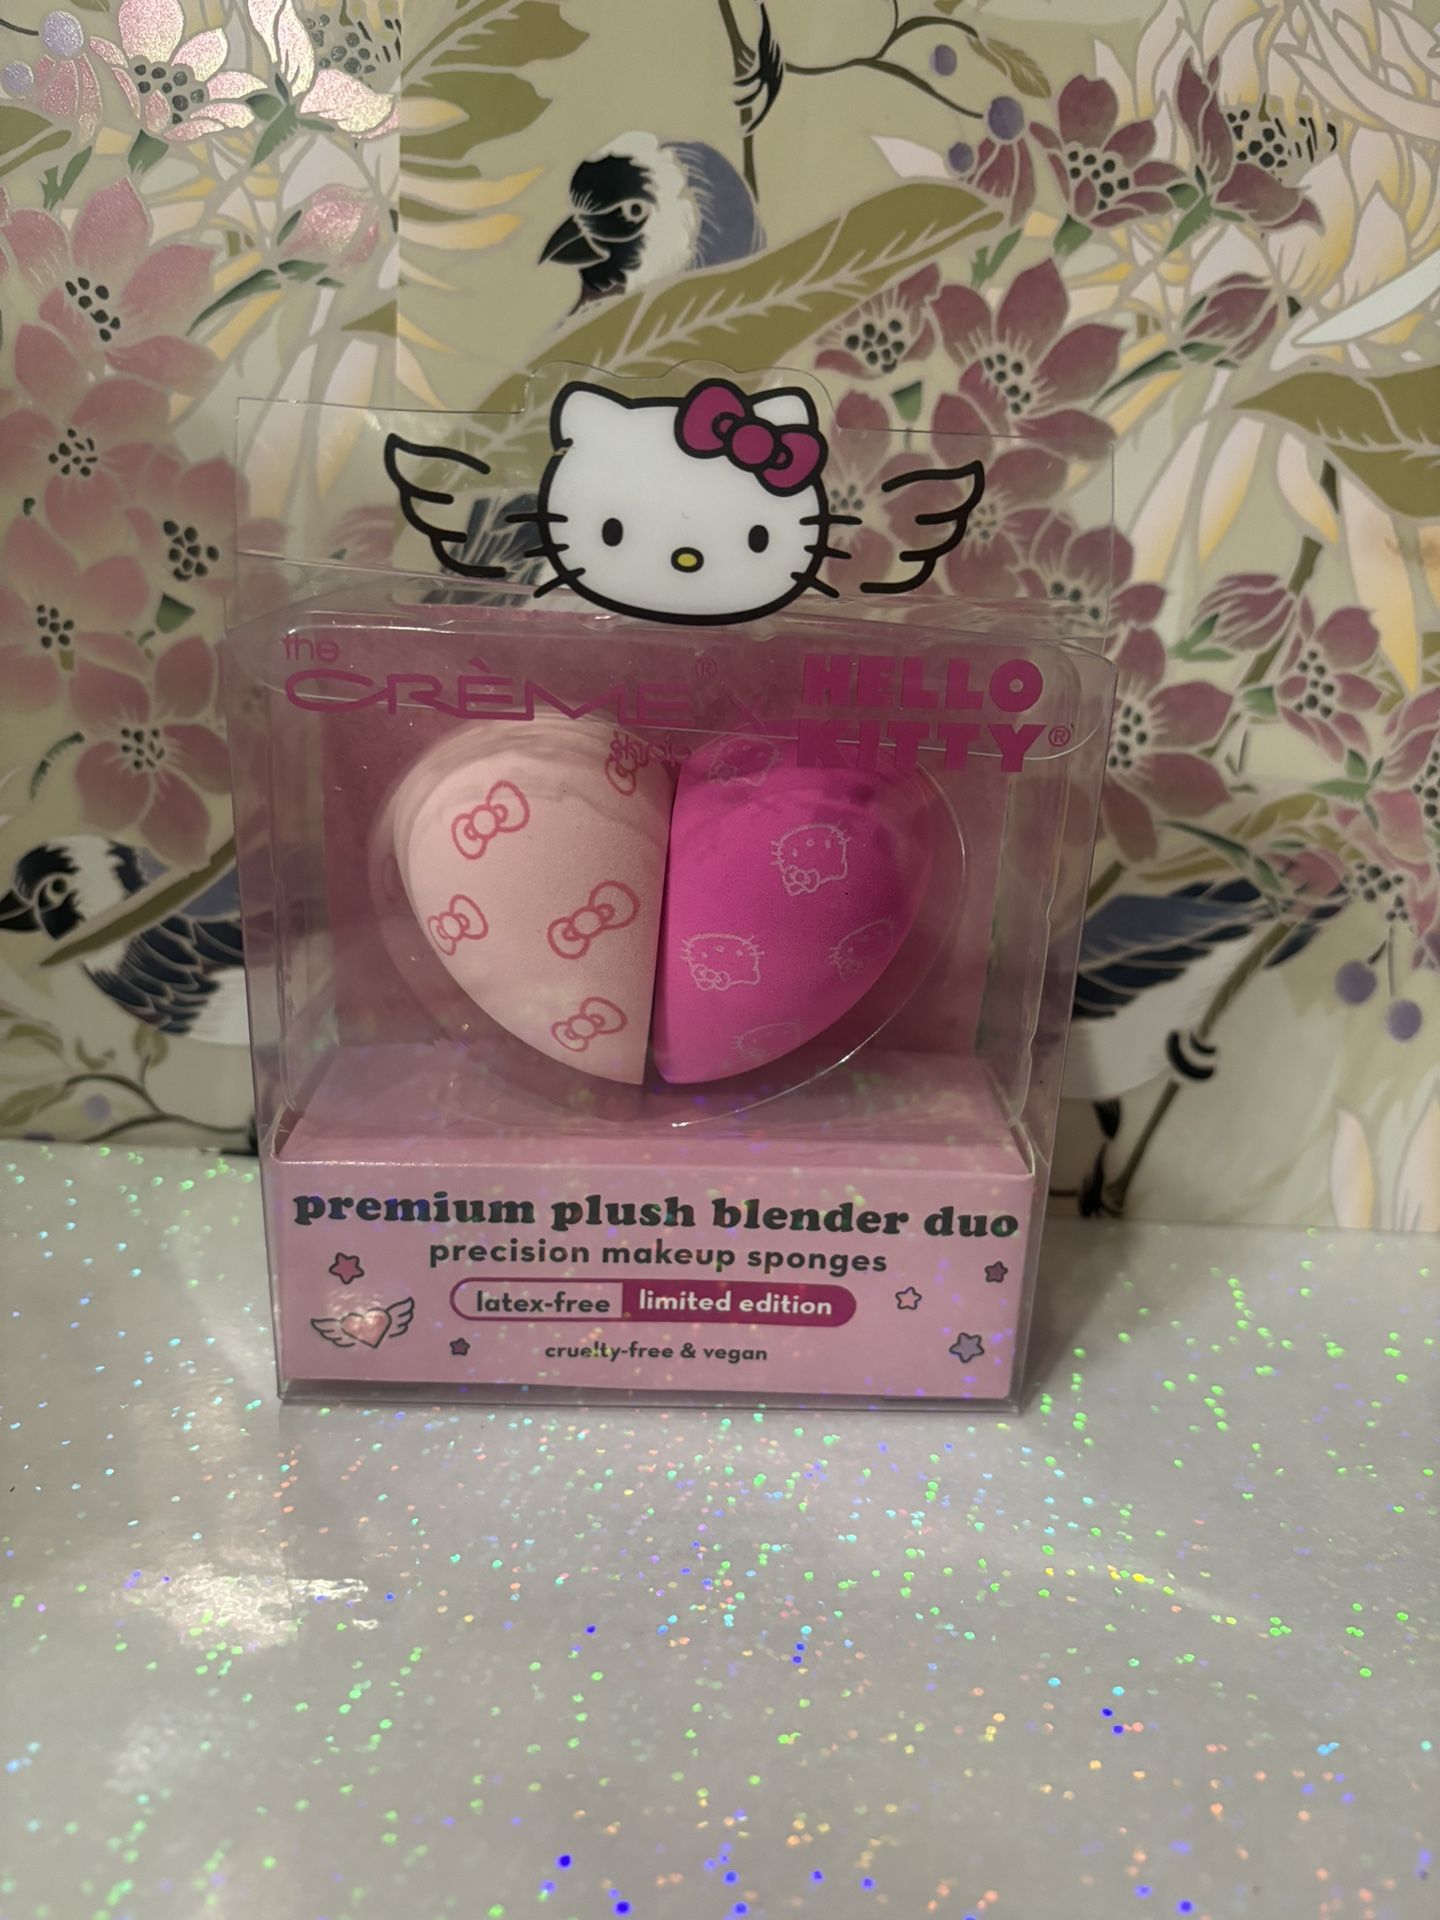 the
CRÈME® x HELLO
shop KITTY®
premium plush blender duo
precision makeup sponges
latex-free limited edition
cruelty-free & vegan